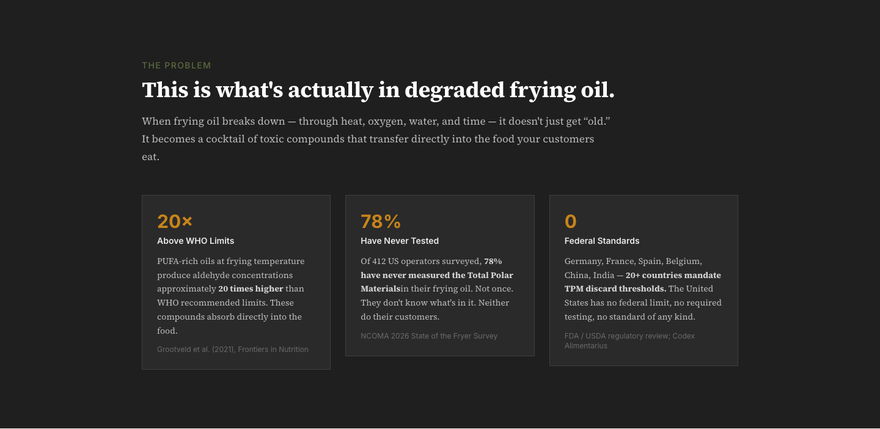 THE PROBLEM
This is what's actually in degraded frying oil.
When frying oil breaks down — through heat, oxygen, water, and time — it doesn't just get “old.”
It becomes a cocktail of toxic compounds that transfer directly into the food your customers
eat.
20×
Above WHO Limits
PUFA-rich oils at frying temperature
produce aldehyde concentrations
approximately 20 times higher than
WHO recommended limits. These
compounds absorb directly into the
food.
Grootveld et al. (2021), Frontiers in Nutrition
78%
Have Never Tested
Of 412 US operators surveyed, 78%
have never measured the Total Polar
Materialsin their frying oil. Not once.
They don't know what's in it. Neither
do their customers.
NCOMA 2026 State of the Fryer Survey
0
Federal Standards
Germany, France, Spain, Belgium,
China, India — 20+ countries mandate
TPM discard thresholds. The United
States has no federal limit, no required
testing, no standard of any kind.
FDA / USDA regulatory review; Codex
Alimentarius